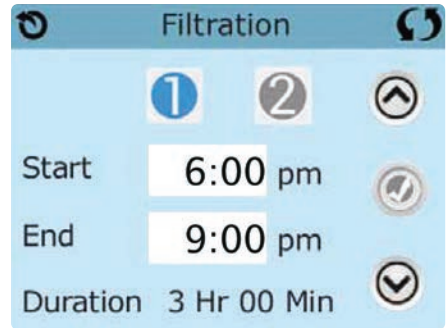 Filtration
1 2
Start 6:00 pm
End 9:00 pm
Duration 3 Hr 00 Min